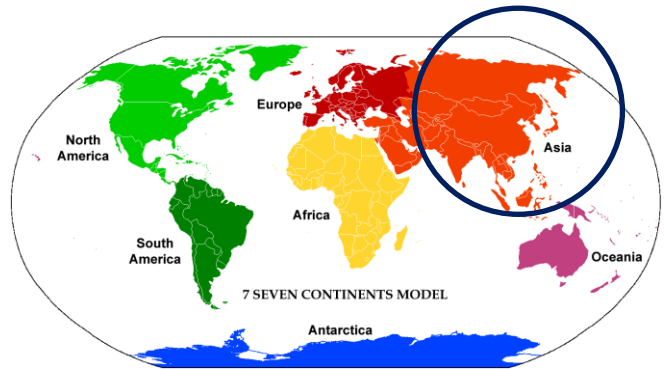 Europe
North
America
Asia
Africa
South
America
Oceania
7 SEVEN CONTINENTS MODEL
Antarctica